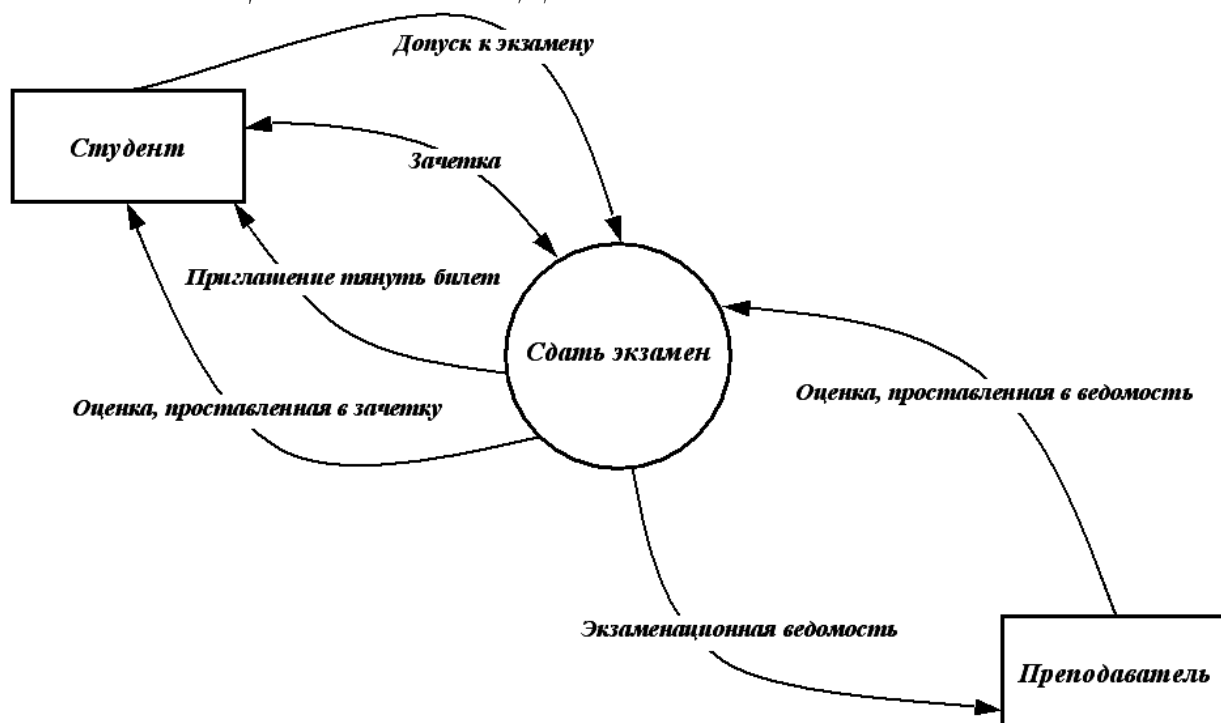 Допуск к экзамену
Студент
Зачетка
Приглашение тянуть билет
Сдать экзамен
Оценка, проставленная в зачетку
Оценка, проставленная в ведомость
Экзаменационная ведомость
Преподаватель